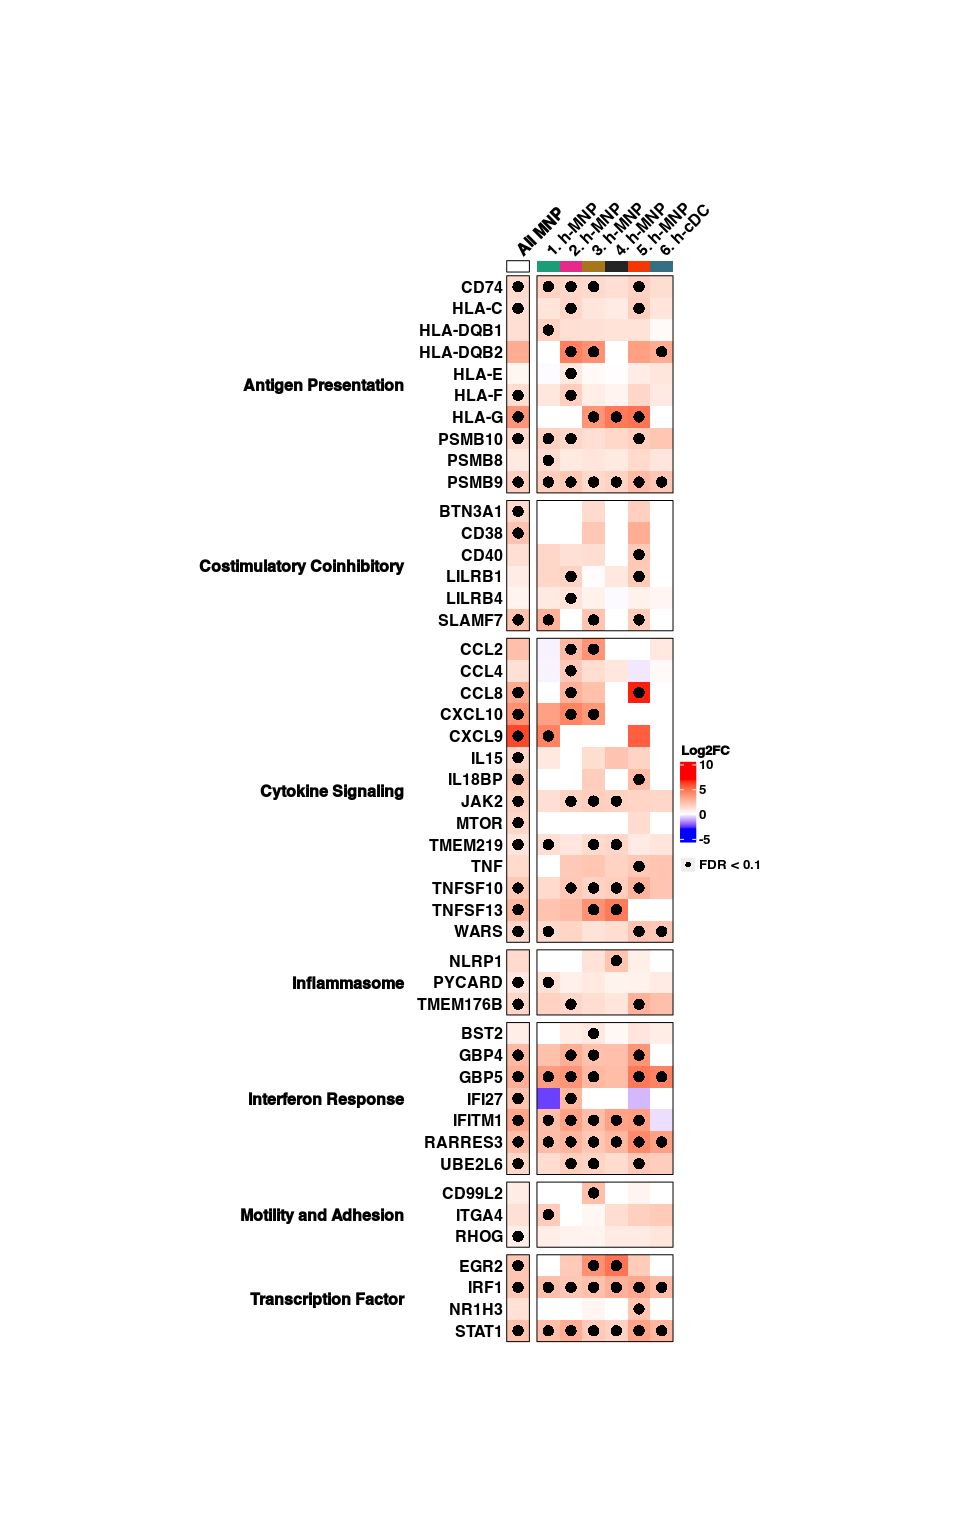 All MNP
1. h-MNP
2. h-MNP
3. h-MNP
4. h-MNP
5. h-MNP
6. h-cDC
Antigen Presentation
CD74
HLA-C
HLA-DQB1
HLA-DQB2
HLA-E
HLA-F
HLA-G
PSMB10
PSMB8
PSMB9
Costimulatory Coinhibitory
BTN3A1
CD38
CD40
LILRB1
LILRB4
SLAMF7
Cytokine Signaling
CCL2
CCL4
CCL8
CXCL10
CXCL9
IL15
IL18BP
JAK2
MTOR
TMEM219
TNF
TNFSF10
TNFSF13
WARS
Inflammasome
NLRP1
PYCARD
TMEM176B
Interferon Response
BST2
GBP4
GBP5
IFI27
IFITM1
RARRES3
UBE2L6
Motility and Adhesion
CD99L2
ITGA4
RHOG
Transcription Factor
EGR2
IRF1
NR1H3
STAT1
Log2FC
10
5
0
-5
FDR < 0.1